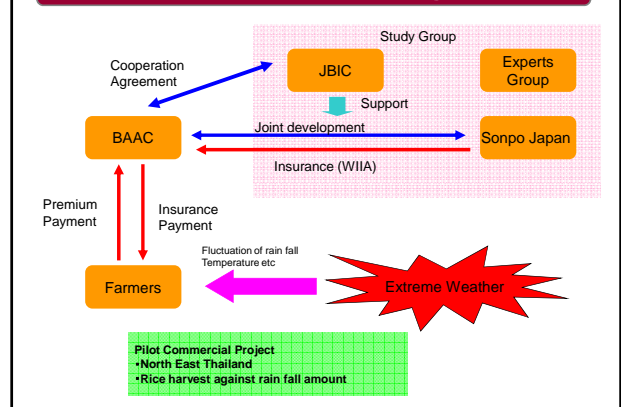 Study Group
Cooperation
Agreement
JBIC
Experts
Group
Support
BAAC
Joint development
Sonpo Japan
Insurance (WIIA)
Premium
Payment
Insurance
Payment
Fluctuation of rain fall
Temperature etc
Farmers
Extreme Weather
Pilot Commercial Project
・North East Thailand
・Rice harvest against rain fall amount